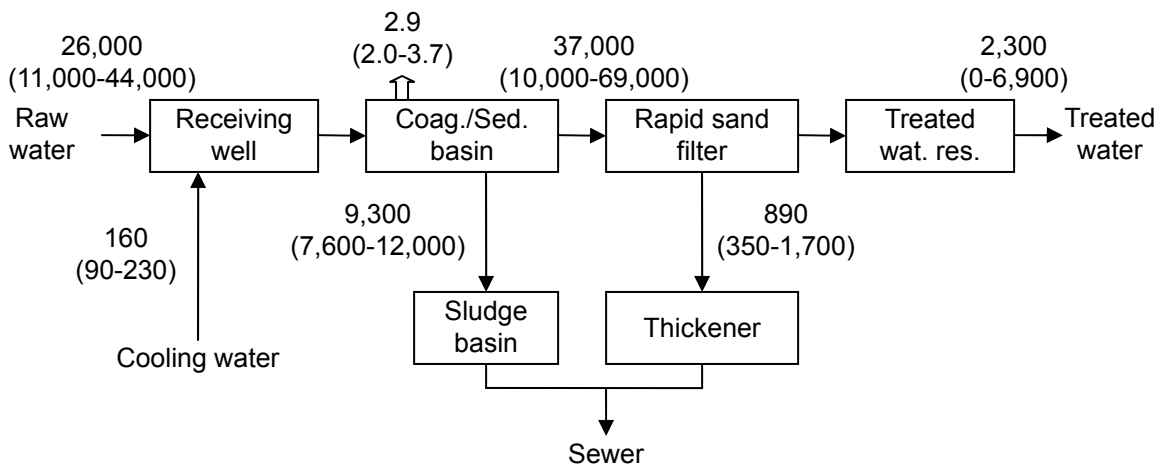 26,000
(11,000-44,000)
2.9
(2.0-3.7)
37,000
(10,000-69,000)
2,300
(0-6,900)
Raw
water
Receiving
well
Coag./Sed.
basin
Rapid sand
filter
Treated
wat. res.
Treated
water
160
(90-230)
9,300
(7,600-12,000)
890
(350-1,700)
Cooling water
Sludge
basin
Thickener
Sewer